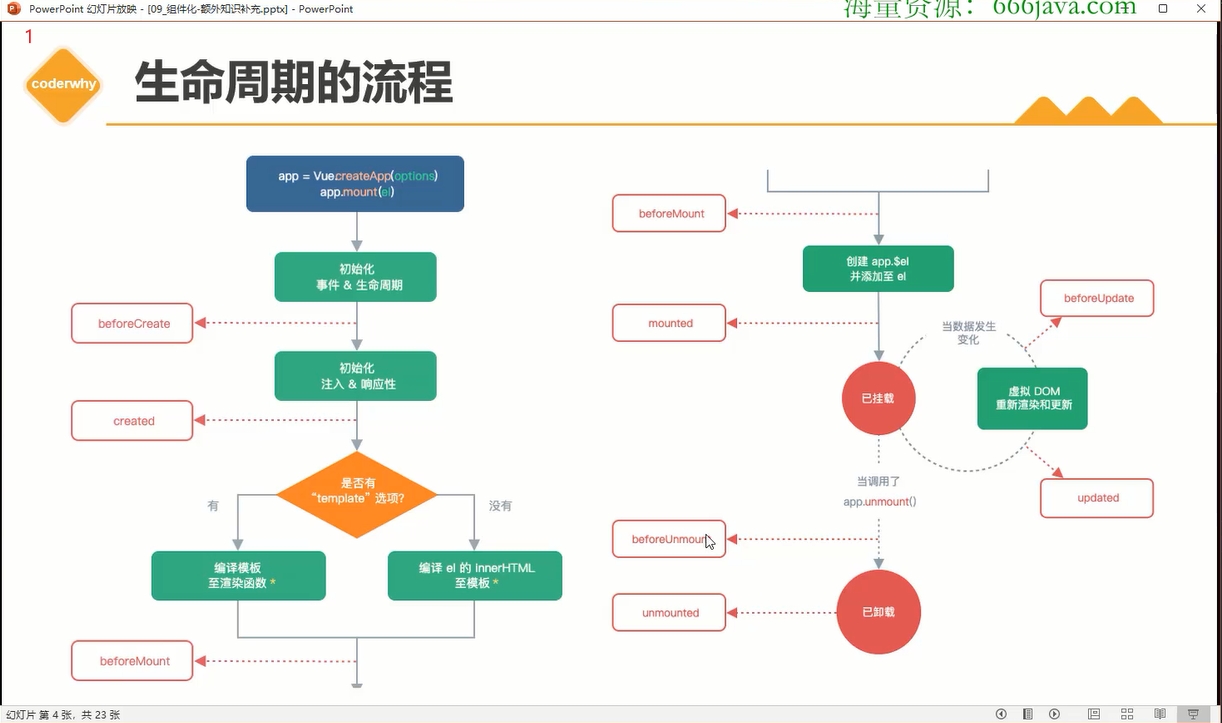 PowerPoint 幻灯片放映 - [09_组件化-额外知识补充.pptx] - PowerPoint
海量资源：666java.com
1
coderwhy
生命周期的流程
app = Vue.createApp(options)
app.mount(el)
初始化
事件 & 生命周期
beforeCreate
初始化
注入 & 响应性
created
是否有
“template”选项?
有
没有
编译模板
至渲染函数 *
编译 el 的 InnerHTML
至模板 *
beforeMount
beforeMount
创建 app.$el
并添加至 el
mounted
已挂载
当数据发生
变化
beforeUpdate
虚拟 DOM
重新渲染和更新
updated
当调用了
app.unmount()
beforeUnmount
已卸载
unmounted
幻灯片 第 4 张，共 23 张